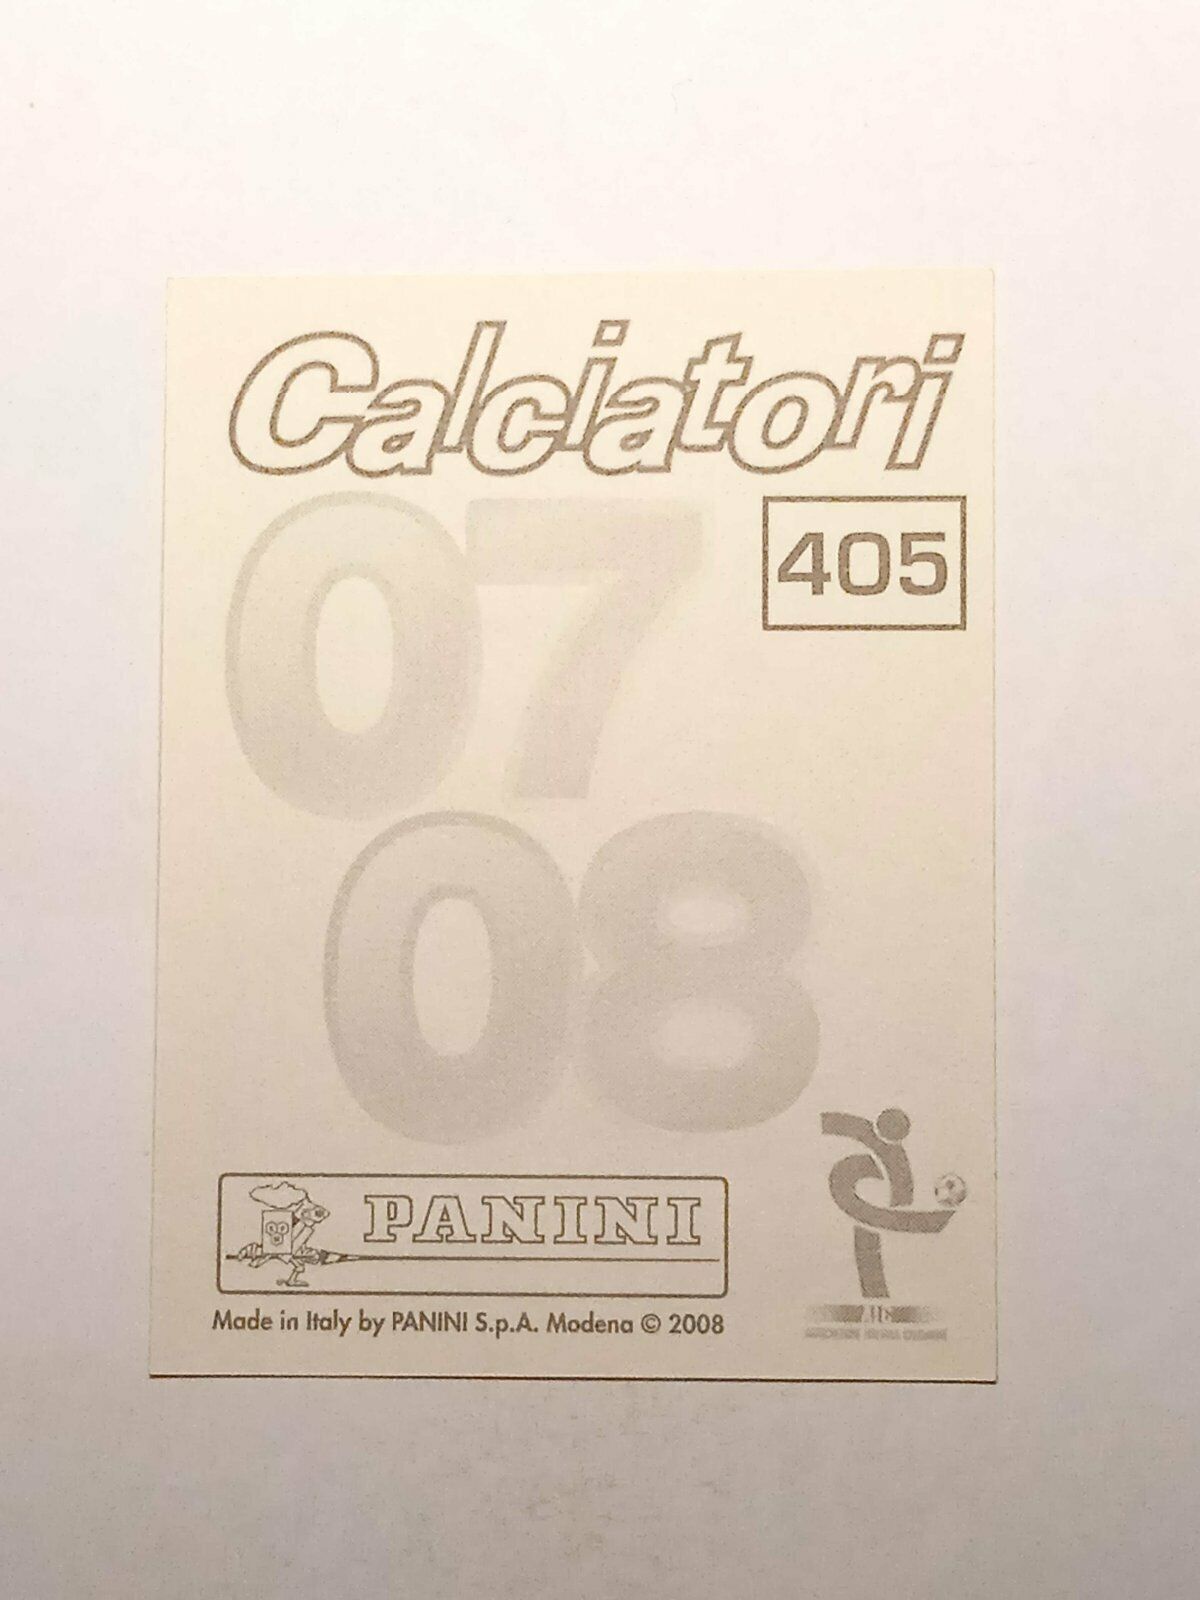 Calciatori
07
405
08
PANINI
Made in Italy by PANINI S.p.A. Modena © 2008